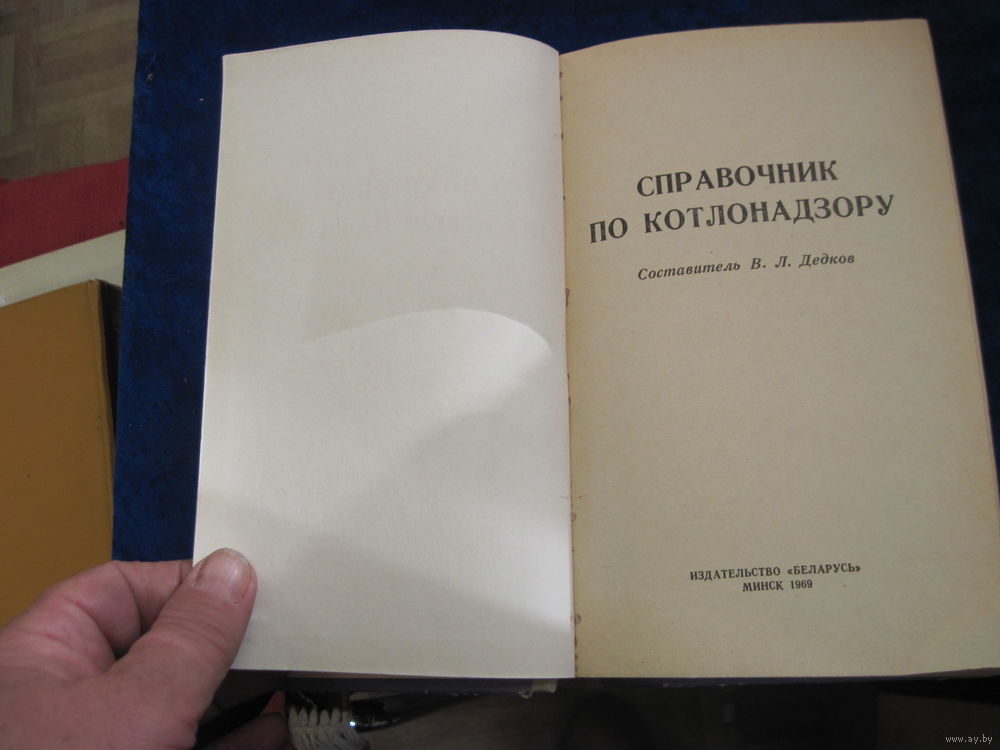 СПРАВОЧНИК
ПО КОТЛОНАДЗОРУ
Составитель В. Л. Дедков
ИЗДАТЕЛЬСТВО «БЕЛАРУСЬ»
МИНСК 1969
www.ay.by